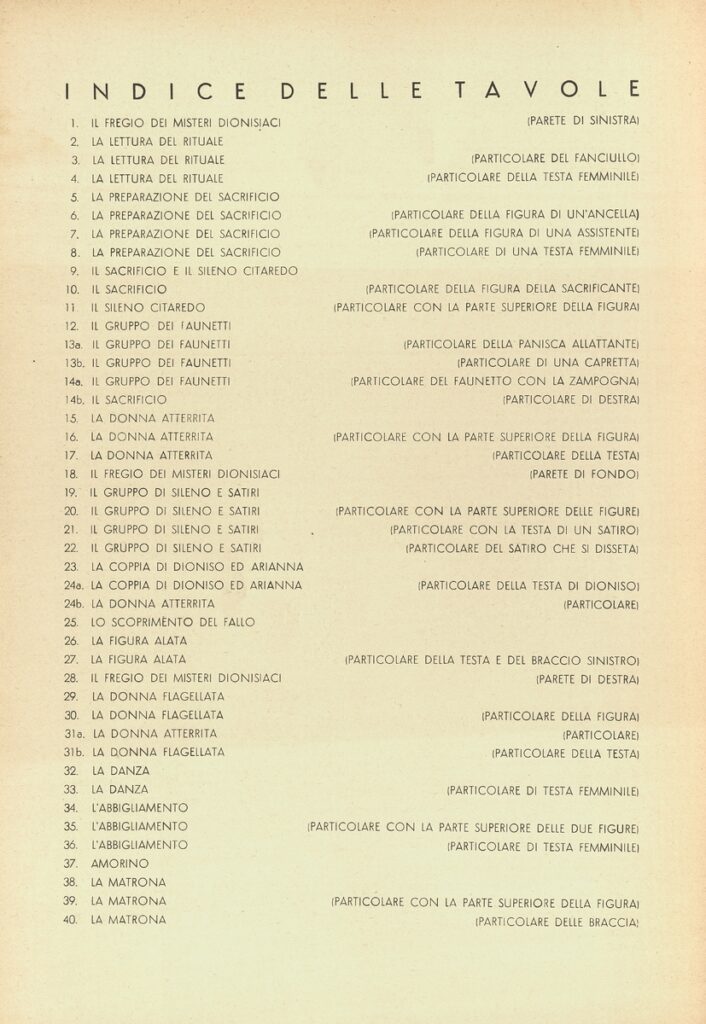 INDICE DELLE TAVOLE
1. IL FREGIO DEI MISTERI DIONISIACI (PARETE DI SINISTRA)
2. LA LETTURA DEL RITUALE
3. LA LETTURA DEL RITUALE (PARTICOLARE DEL FANCIULLO)
4. LA LETTURA DEL RITUALE (PARTICOLARE DELLA TESTA FEMMINILE)
5. LA PREPARAZIONE DEL SACRIFICIO
6. LA PREPARAZIONE DEL SACRIFICIO (PARTICOLARE DELLA FIGURA DI UN'ANCELLA)
7. LA PREPARAZIONE DEL SACRIFICIO (PARTICOLARE DELLA FIGURA DI UNA ASSISTENTE)
8. LA PREPARAZIONE DEL SACRIFICIO (PARTICOLARE DI UNA TESTA FEMMINILE)
9. IL SACRIFICIO E IL SILENO CITAREDO
10. IL SACRIFICIO (PARTICOLARE DELLA FIGURA DELLA SACRIFICANTE)
11 IL SILENO CITAREDO (PARTICOLARE CON LA PARTE SUPERIORE DELLA FIGURA)
12. IL GRUPPO DEI FAUNETTI
13a. IL GRUPPO DEI FAUNETTI (PARTICOLARE DELLA PANISCA ALLATTANTE)
13b. IL GRUPPO DEI FAUNETTI (PARTICOLARE DI UNA CAPRETTA)
14a. IL GRUPPO DEI FAUNETTI (PARTICOLARE DEL FAUNETTO CON LA ZAMPOGNA)
14b. IL SACRIFICIO (PARTICOLARE DI DESTRA)
15. LA DONNA ATTERRITA
16. LA DONNA ATTERRITA (PARTICOLARE CON LA PARTE SUPERIORE DELLA FIGURA)
17. LA DONNA ATTERRITA (PARTICOLARE DELLA TESTA)
18. IL FREGIO DEI MISTERI DIONISIACI (PARETE DI FONDO)
19. IL GRUPPO DI SILENO E SATIRI
20. IL GRUPPO DI SILENO E SATIRI (PARTICOLARE CON LA PARTE SUPERIORE DELLE FIGURE)
21. IL GRUPPO DI SILENO E SATIRI (PARTICOLARE CON LA TESTA DI UN SATIRO)
22. IL GRUPPO DI SILENO E SATIRI (PARTICOLARE DEL SATIRO CHE SI DISSETA)
23. LA COPPIA DI DIONISO ED ARIANNA
24a. LA COPPIA DI DIONISO ED ARIANNA (PARTICOLARE DELLA TESTA DI DIONISO)
24b. LA DONNA ATTERRITA (PARTICOLARE)
25. LO SCOPRIMENTO DEL FALLO
26. LA FIGURA ALATA
27. LA FIGURA ALATA (PARTICOLARE DELLA TESTA E DEL BRACCIO SINISTRO)
28. IL FREGIO DEI MISTERI DIONISIACI (PARETE DI DESTRA)
29. LA DONNA FLAGELLATA
30. LA DONNA FLAGELLATA (PARTICOLARE DELLA FIGURA)
31a. LA DONNA ATTERRITA (PARTICOLARE)
31b. LA DONNA FLAGELLATA (PARTICOLARE DELLA TESTA)
32. LA DANZA
33. LA DANZA (PARTICOLARE DI TESTA FEMMINILE)
34. L'ABBIGLIAMENTO
35. L'ABBIGLIAMENTO (PARTICOLARE CON LA PARTE SUPERIORE DELLE DUE FIGURE)
36. L'ABBIGLIAMENTO (PARTICOLARE DI TESTA FEMMINILE)
37. AMORINO
38. LA MATRONA
39. LA MATRONA (PARTICOLARE CON LA PARTE SUPERIORE DELLA FIGURA)
40. LA MATRONA (PARTICOLARE DELLE BRACCIA)